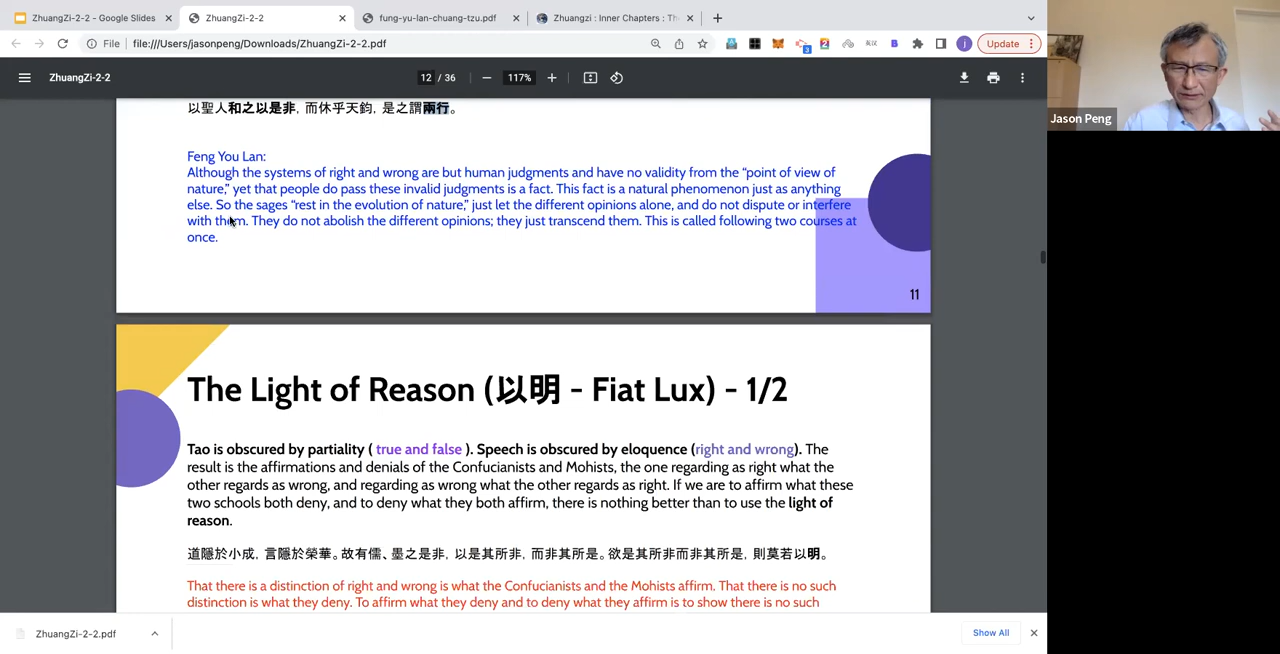 ZhuangZi-2-2 - Google Slides
ZhuangZi-2-2
fung-yu-lan-chuang-tzu.pdf
Zhuangzi : Inner Chapters : Th
File
file:///Users/jasonpeng/Downloads/ZhuangZi-2-2.pdf
Update
ZhuangZi-2-2
12 / 36
117%
Jason Peng
以聖人和之以是非, 而休乎天鈞, 是之謂兩行。
Feng You Lan:
Although the systems of right and wrong are but human judgments and have no validity from the “point of view of
nature,” yet that people do pass these invalid judgments is a fact. This fact is a natural phenomenon just as anything
else. So the sages “rest in the evolution of nature,” just let the different opinions alone, and do not dispute or interfere
with them. They do not abolish the different opinions; they just transcend them. This is called following two courses at
once.
11
The Light of Reason (以明 - Fiat Lux) - 1/2
Tao is obscured by partiality ( true and false ). Speech is obscured by eloquence (right and wrong). The
result is the affirmations and denials of the Confucianists and Mohists, the one regarding as right what the
other regards as wrong, and regarding as wrong what the other regards as right. If we are to affirm what these
two schools both deny, and to deny what they both affirm, there is nothing better than to use the light of
reason.
道隱於小成, 言隱於榮華。故有儒、墨之是非, 以是其所非, 而非其所是。欲是其所非而非其所是, 則莫若以明。
That there is a distinction of right and wrong is what the Confucianists and the Mohists affirm. That there is no such
distinction is what they deny. To affirm what they deny and to deny what they affirm is to show there is no such
ZhuangZi-2-2.pdf
Show All